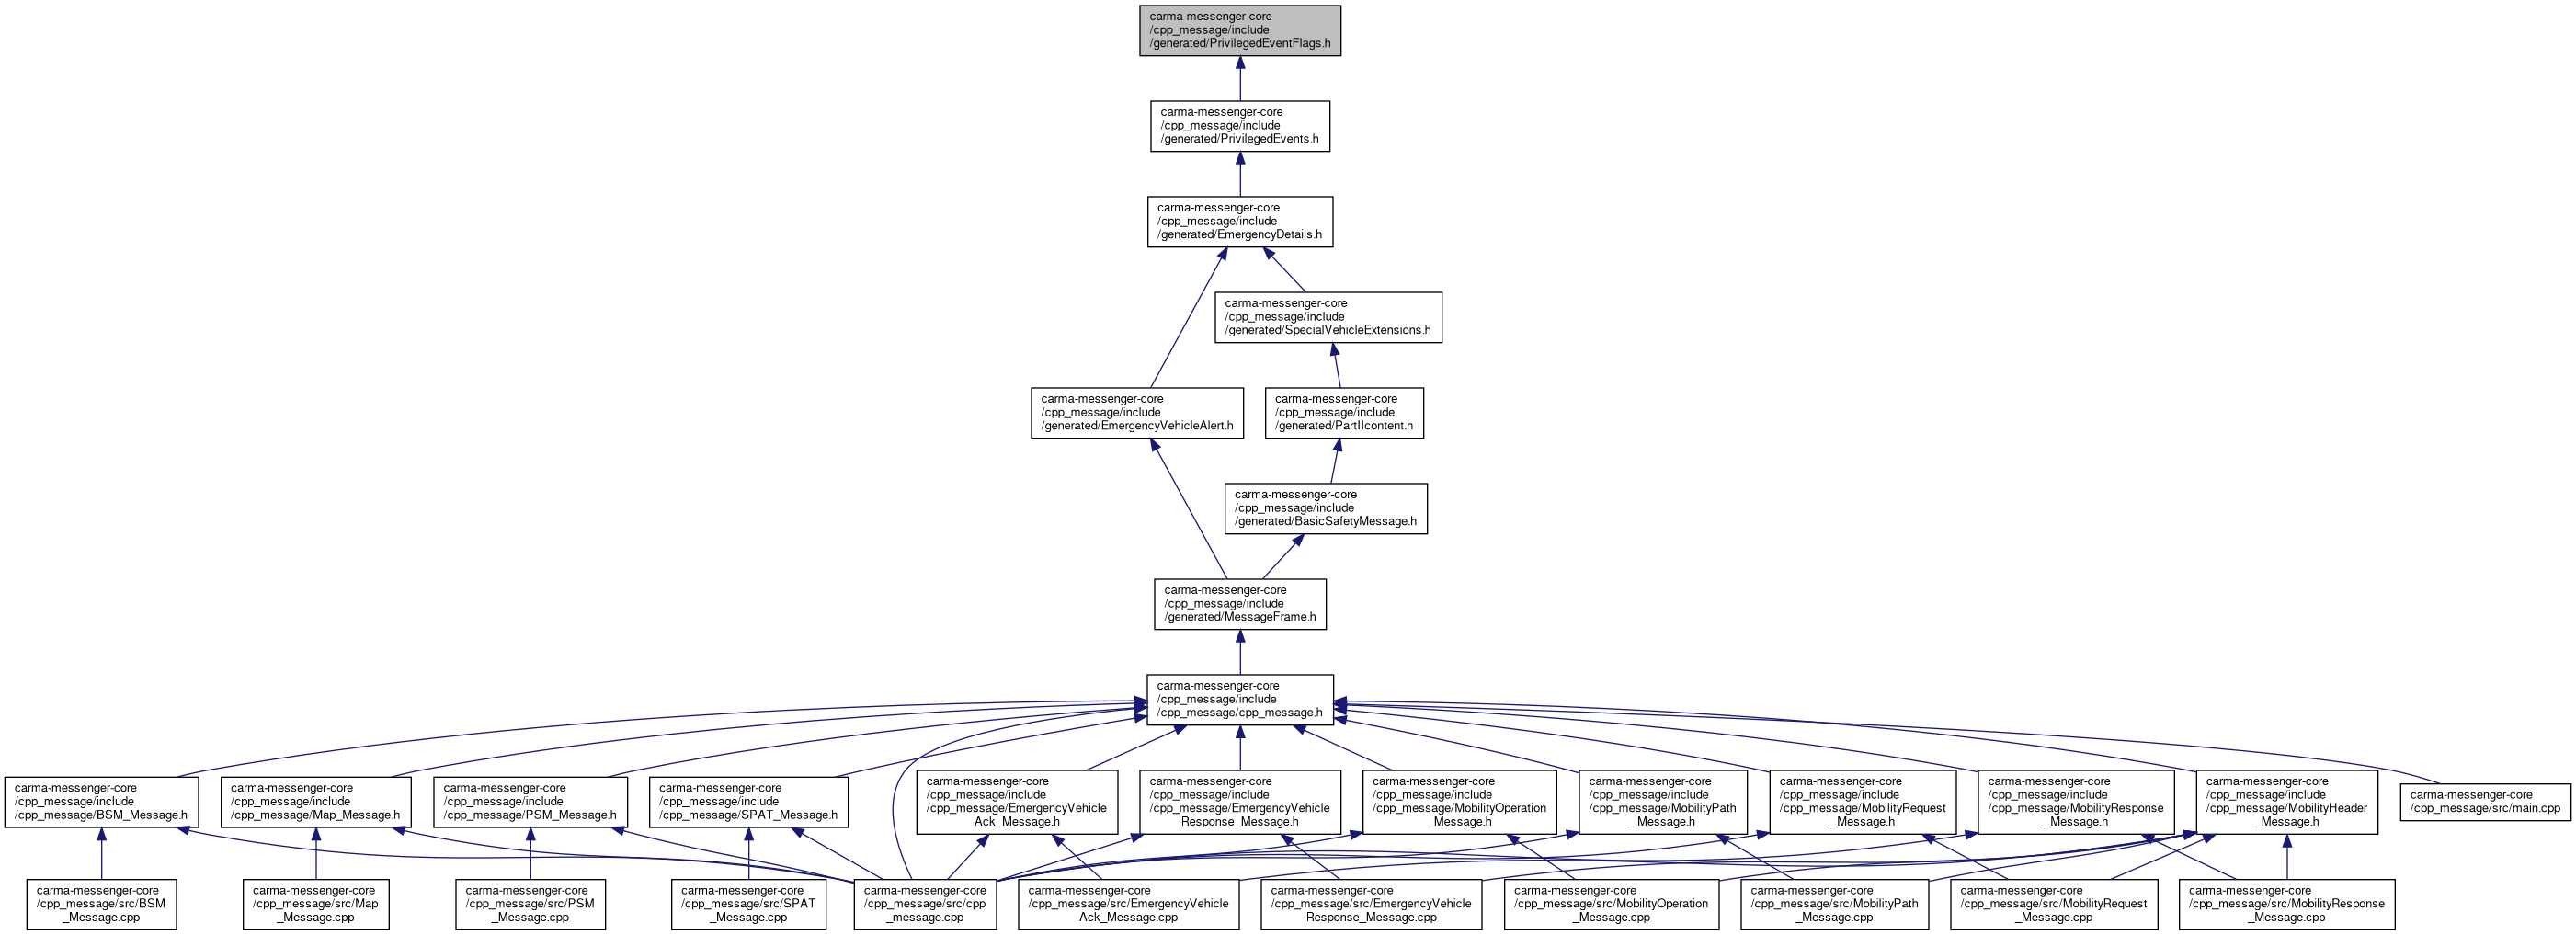 carma-messenger-core
/cpp_message/include
/generated/PrivilegedEventFlags.h
carma-messenger-core
/cpp_message/include
/generated/PrivilegedEvents.h
carma-messenger-core
/cpp_message/include
/generated/EmergencyDetails.h
carma-messenger-core
/cpp_message/include
/generated/SpecialVehicleExtensions.h
carma-messenger-core
/cpp_message/include
/generated/EmergencyVehicleAlert.h
carma-messenger-core
/cpp_message/include
/generated/PartIIcontent.h
carma-messenger-core
/cpp_message/include
/generated/BasicSafetyMessage.h
carma-messenger-core
/cpp_message/include
/generated/MessageFrame.h
carma-messenger-core
/cpp_message/include
/cpp_message/cpp_message.h
carma-messenger-core
/cpp_message/include
/cpp_message/BSM_Message.h
carma-messenger-core
/cpp_message/include
/cpp_message/Map_Message.h
carma-messenger-core
/cpp_message/include
/cpp_message/PSM_Message.h
carma-messenger-core
/cpp_message/include
/cpp_message/SPAT_Message.h
carma-messenger-core
/cpp_message/include
/cpp_message/EmergencyVehicle
Ack_Message.h
carma-messenger-core
/cpp_message/include
/cpp_message/EmergencyVehicle
Response_Message.h
carma-messenger-core
/cpp_message/include
/cpp_message/MobilityOperation
_Message.h
carma-messenger-core
/cpp_message/include
/cpp_message/MobilityPath
_Message.h
carma-messenger-core
/cpp_message/include
/cpp_message/MobilityRequest
_Message.h
carma-messenger-core
/cpp_message/include
/cpp_message/MobilityResponse
_Message.h
carma-messenger-core
/cpp_message/include
/cpp_message/MobilityHeader
_Message.h
carma-messenger-core
/cpp_message/src/main.cpp
carma-messenger-core
/cpp_message/src/BSM
_Message.cpp
carma-messenger-core
/cpp_message/src/Map
_Message.cpp
carma-messenger-core
/cpp_message/src/PSM
_Message.cpp
carma-messenger-core
/cpp_message/src/SPAT
_Message.cpp
carma-messenger-core
/cpp_message/src/cpp
_message.cpp
carma-messenger-core
/cpp_message/src/EmergencyVehicle
Ack_Message.cpp
carma-messenger-core
/cpp_message/src/EmergencyVehicle
Response_Message.cpp
carma-messenger-core
/cpp_message/src/MobilityOperation
_Message.cpp
carma-messenger-core
/cpp_message/src/MobilityPath
_Message.cpp
carma-messenger-core
/cpp_message/src/MobilityRequest
_Message.cpp
carma-messenger-core
/cpp_message/src/MobilityResponse
_Message.cpp